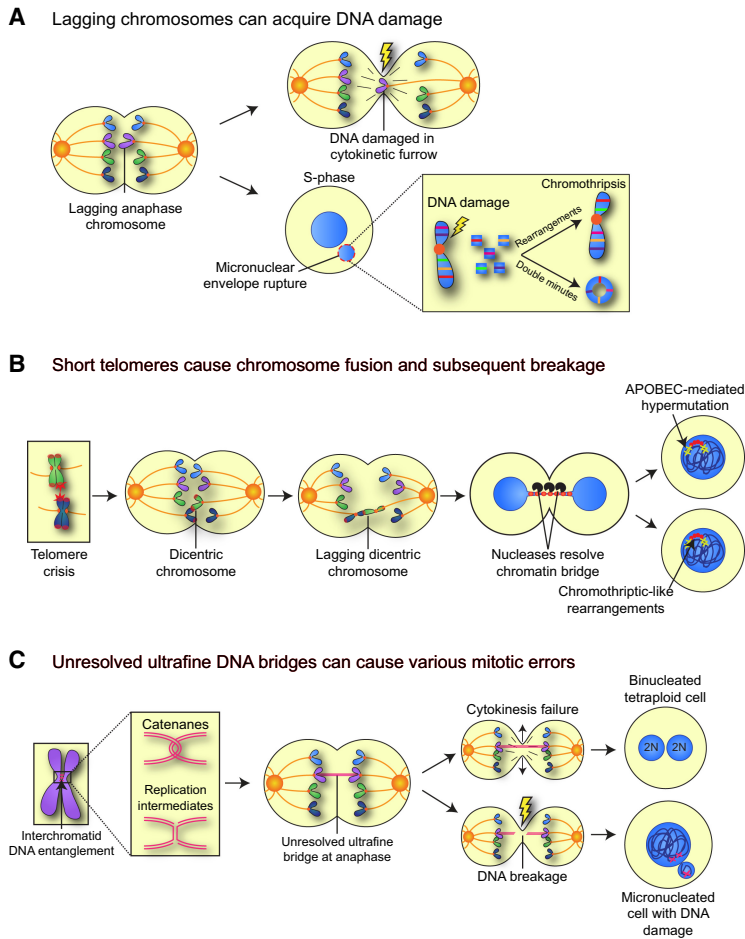 A Lagging chromosomes can acquire DNA damage
DNA damaged in
cytokinetic furrow
Lagging anaphase
chromosome
S-phase
Micronuclear
envelope rupture
DNA damage
Chromothripsis
Rearrangements
Double minutes
B Short telomeres cause chromosome fusion and subsequent breakage
APOBEC-mediated
hypermutation
Telomere
crisis
Dicentric
chromosome
Lagging dicentric
chromosome
Nucleases resolve
chromatin bridge
Chromothriptic-like
rearrangements
C Unresolved ultrafine DNA bridges can cause various mitotic errors
Catenanes
Replication
intermediates
Interchromatid
DNA entanglement
Unresolved ultrafine
bridge at anaphase
Cytokinesis failure
DNA breakage
Binucleated
tetraploid cell
2N 2N
Micronucleated
cell with DNA
damage